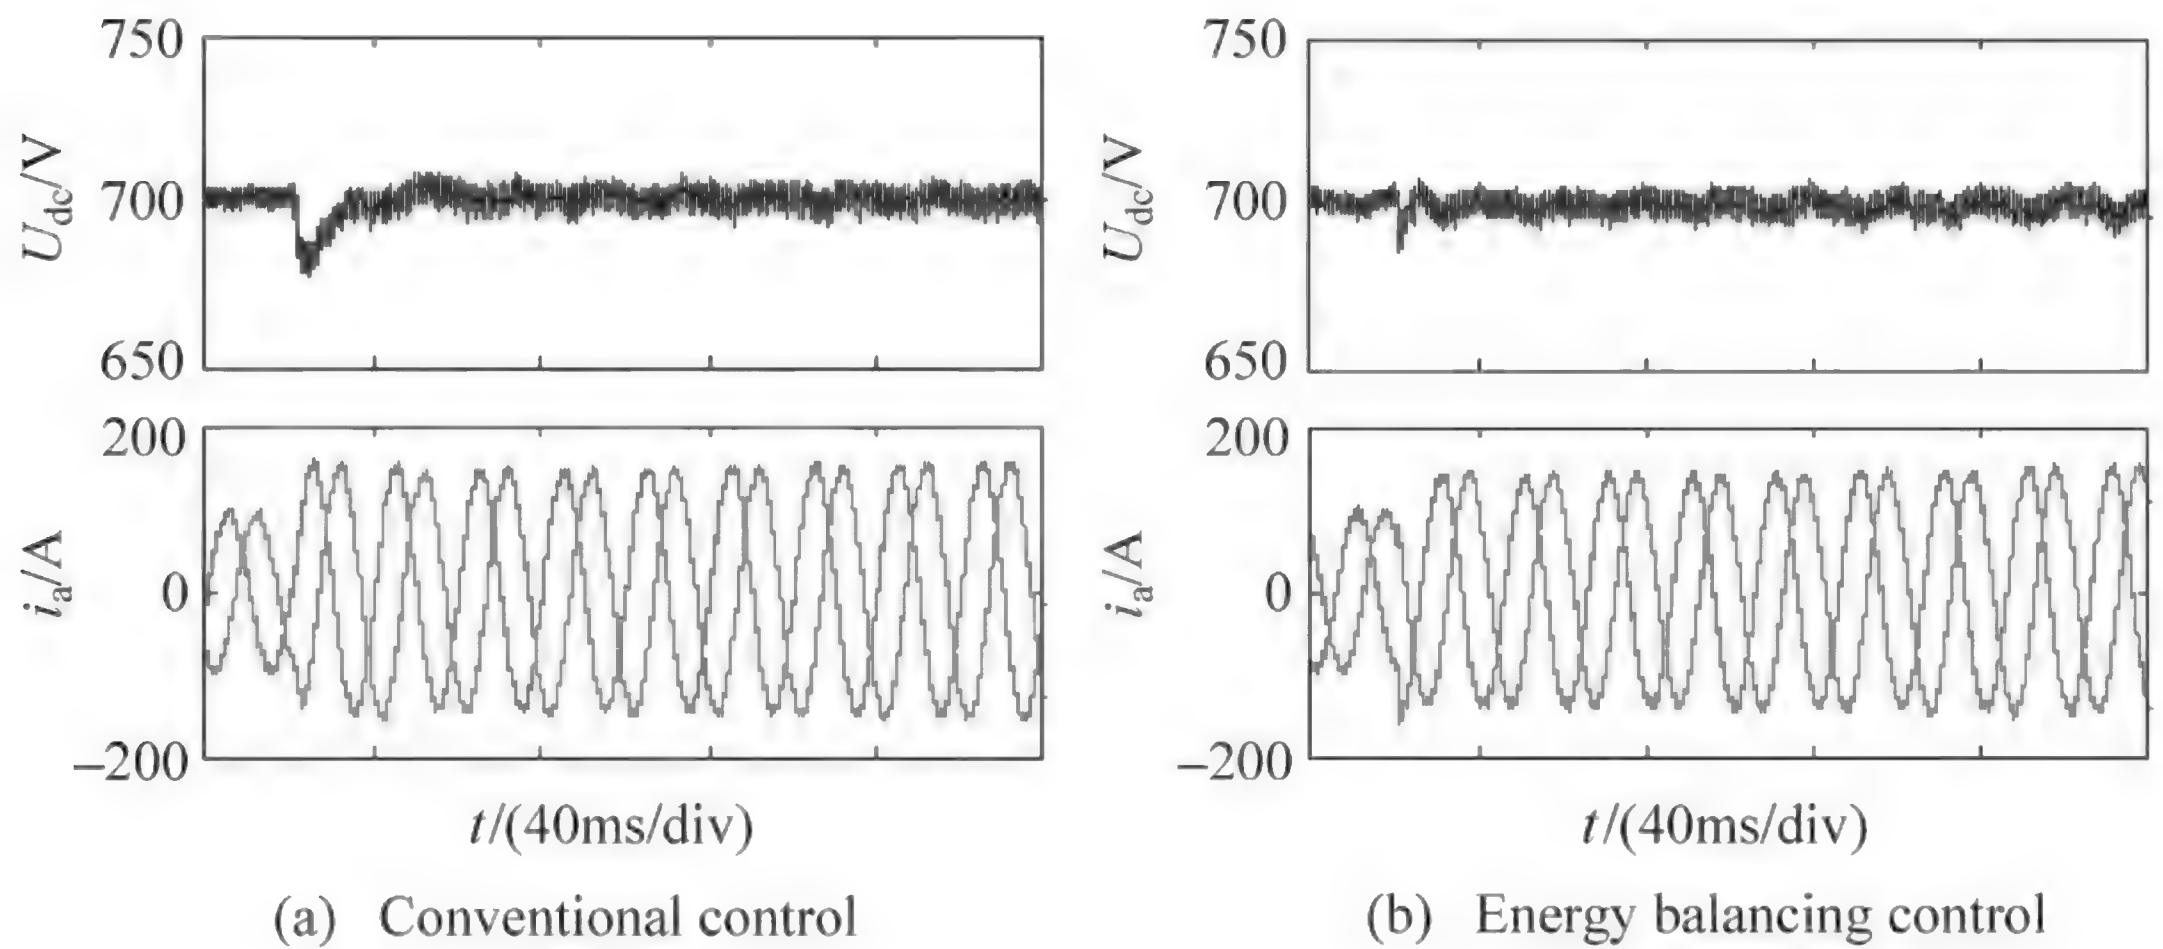 750
700
650
U_dc/V
200
0
–200
i_a/A
t/(40ms/div)
(a) Conventional control
750
700
650
U_dc/V
200
0
–200
i_a/A
t/(40ms/div)
(b) Energy balancing control